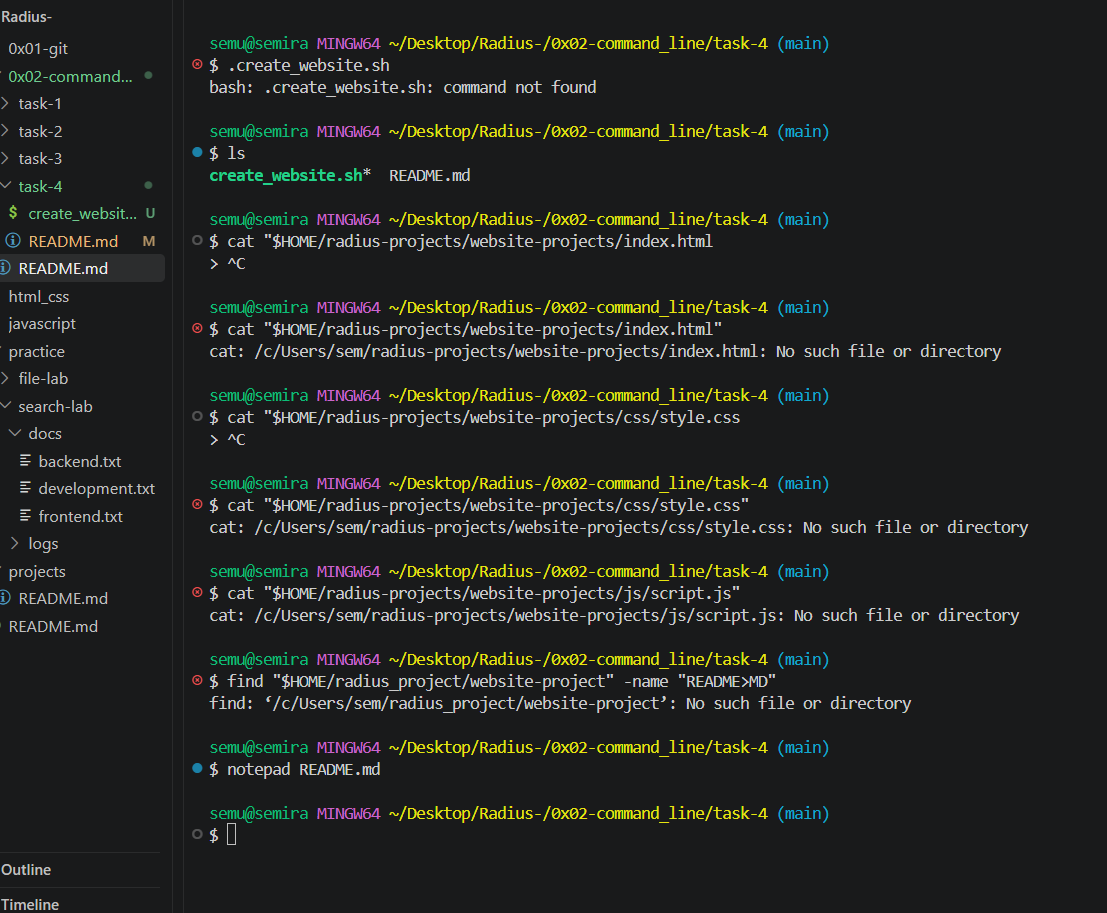 Radius-
0x01-git
0x02-command...
task-1
task-2
task-3
task-4
$ create_websit... U
README.md M
README.md
html_css
javascript
practice
file-lab
search-lab
docs
backend.txt
development.txt
frontend.txt
logs
projects
README.md
README.md
Outline
Timeline
semu@semira MINGW64 ~/Desktop/Radius-/0x02-command_line/task-4 (main)
$ .create_website.sh
bash: .create_website.sh: command not found
semu@semira MINGW64 ~/Desktop/Radius-/0x02-command_line/task-4 (main)
$ ls
create_website.sh*  README.md
semu@semira MINGW64 ~/Desktop/Radius-/0x02-command_line/task-4 (main)
$ cat "$HOME/radius-projects/website-projects/index.html
> ^C
semu@semira MINGW64 ~/Desktop/Radius-/0x02-command_line/task-4 (main)
$ cat "$HOME/radius-projects/website-projects/index.html"
cat: /c/Users/sem/radius-projects/website-projects/index.html: No such file or directory
semu@semira MINGW64 ~/Desktop/Radius-/0x02-command_line/task-4 (main)
$ cat "$HOME/radius-projects/website-projects/css/style.css
> ^C
semu@semira MINGW64 ~/Desktop/Radius-/0x02-command_line/task-4 (main)
$ cat "$HOME/radius-projects/website-projects/css/style.css"
cat: /c/Users/sem/radius-projects/website-projects/css/style.css: No such file or directory
semu@semira MINGW64 ~/Desktop/Radius-/0x02-command_line/task-4 (main)
$ cat "$HOME/radius-projects/website-projects/js/script.js"
cat: /c/Users/sem/radius-projects/website-projects/js/script.js: No such file or directory
semu@semira MINGW64 ~/Desktop/Radius-/0x02-command_line/task-4 (main)
$ find "$HOME/radius_project/website-project" -name "README>MD"
find: ‘/c/Users/sem/radius_project/website-project’: No such file or directory
semu@semira MINGW64 ~/Desktop/Radius-/0x02-command_line/task-4 (main)
$ notepad README.md
semu@semira MINGW64 ~/Desktop/Radius-/0x02-command_line/task-4 (main)
$